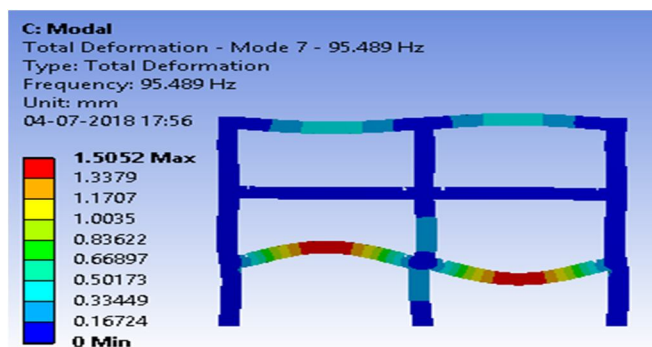 C: Modal
Total Deformation - Mode 7 - 95.489 Hz
Type: Total Deformation
Frequency: 95.489 Hz
Unit: mm
04-07-2018 17:56
1.5052 Max
1.3379
1.1707
1.0035
0.83622
0.66897
0.50173
0.33449
0.16724
0 Min